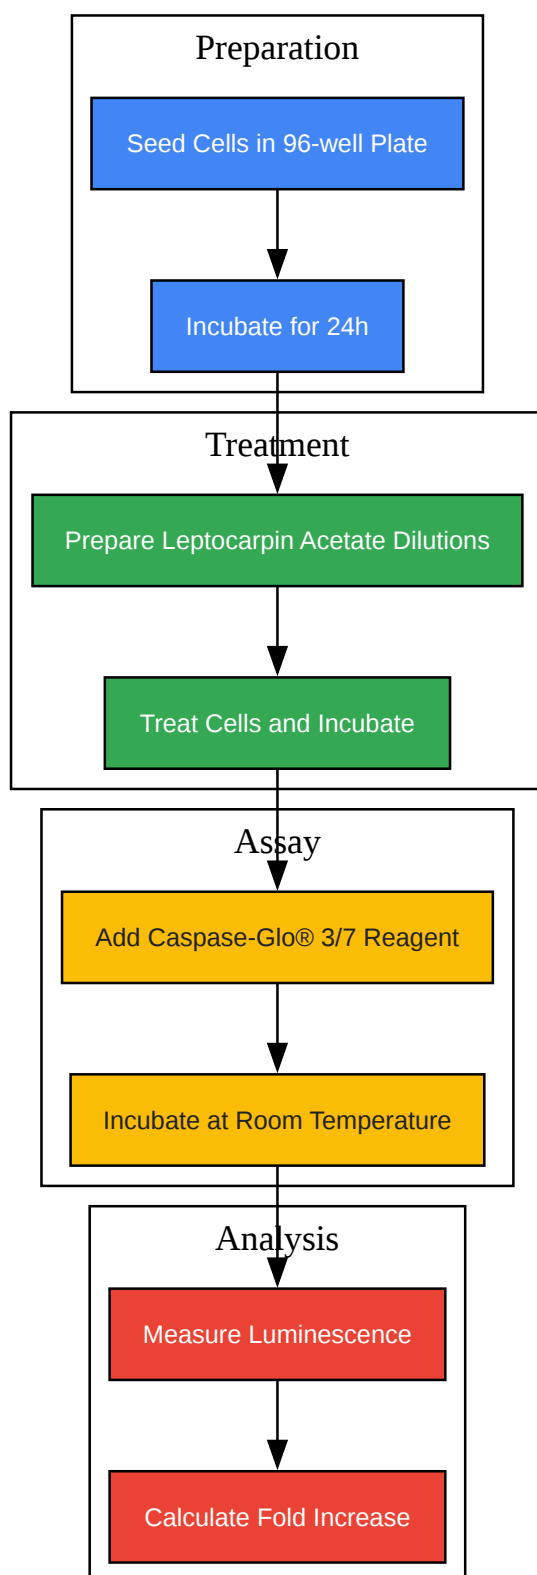 Preparation
Seed Cells in 96-well Plate
Incubate for 24h
Treatment
Prepare Leptocarpin Acetate Dilutions
Treat Cells and Incubate
Assay
Add Caspase-Glo® 3/7 Reagent
Incubate at Room Temperature
Analysis
Measure Luminescence
Calculate Fold Increase